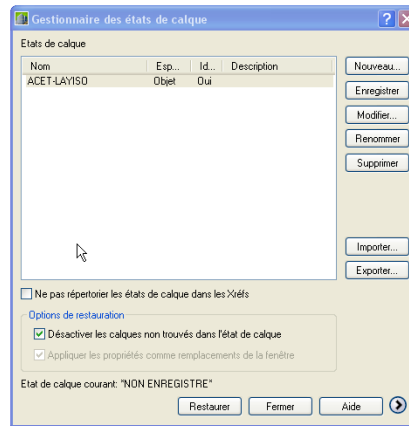 Gestionnaire des états de calque
Etats de calque
Nom Esp... Id... Description
ACET-LAYISO Objet Oui
Nouveau...
Enregistrer
Modifier...
Renommer
Supprimer
Importer...
Exporter...
Ne pas répertorier les états de calque dans les Xréfs
Options de restauration
Désactiver les calques non trouvés dans l'état de calque
Appliquer les propriétés comme remplacements de la fenêtre
Etat de calque courant: "NON ENREGISTRE"
Restaurer Fermer Aide